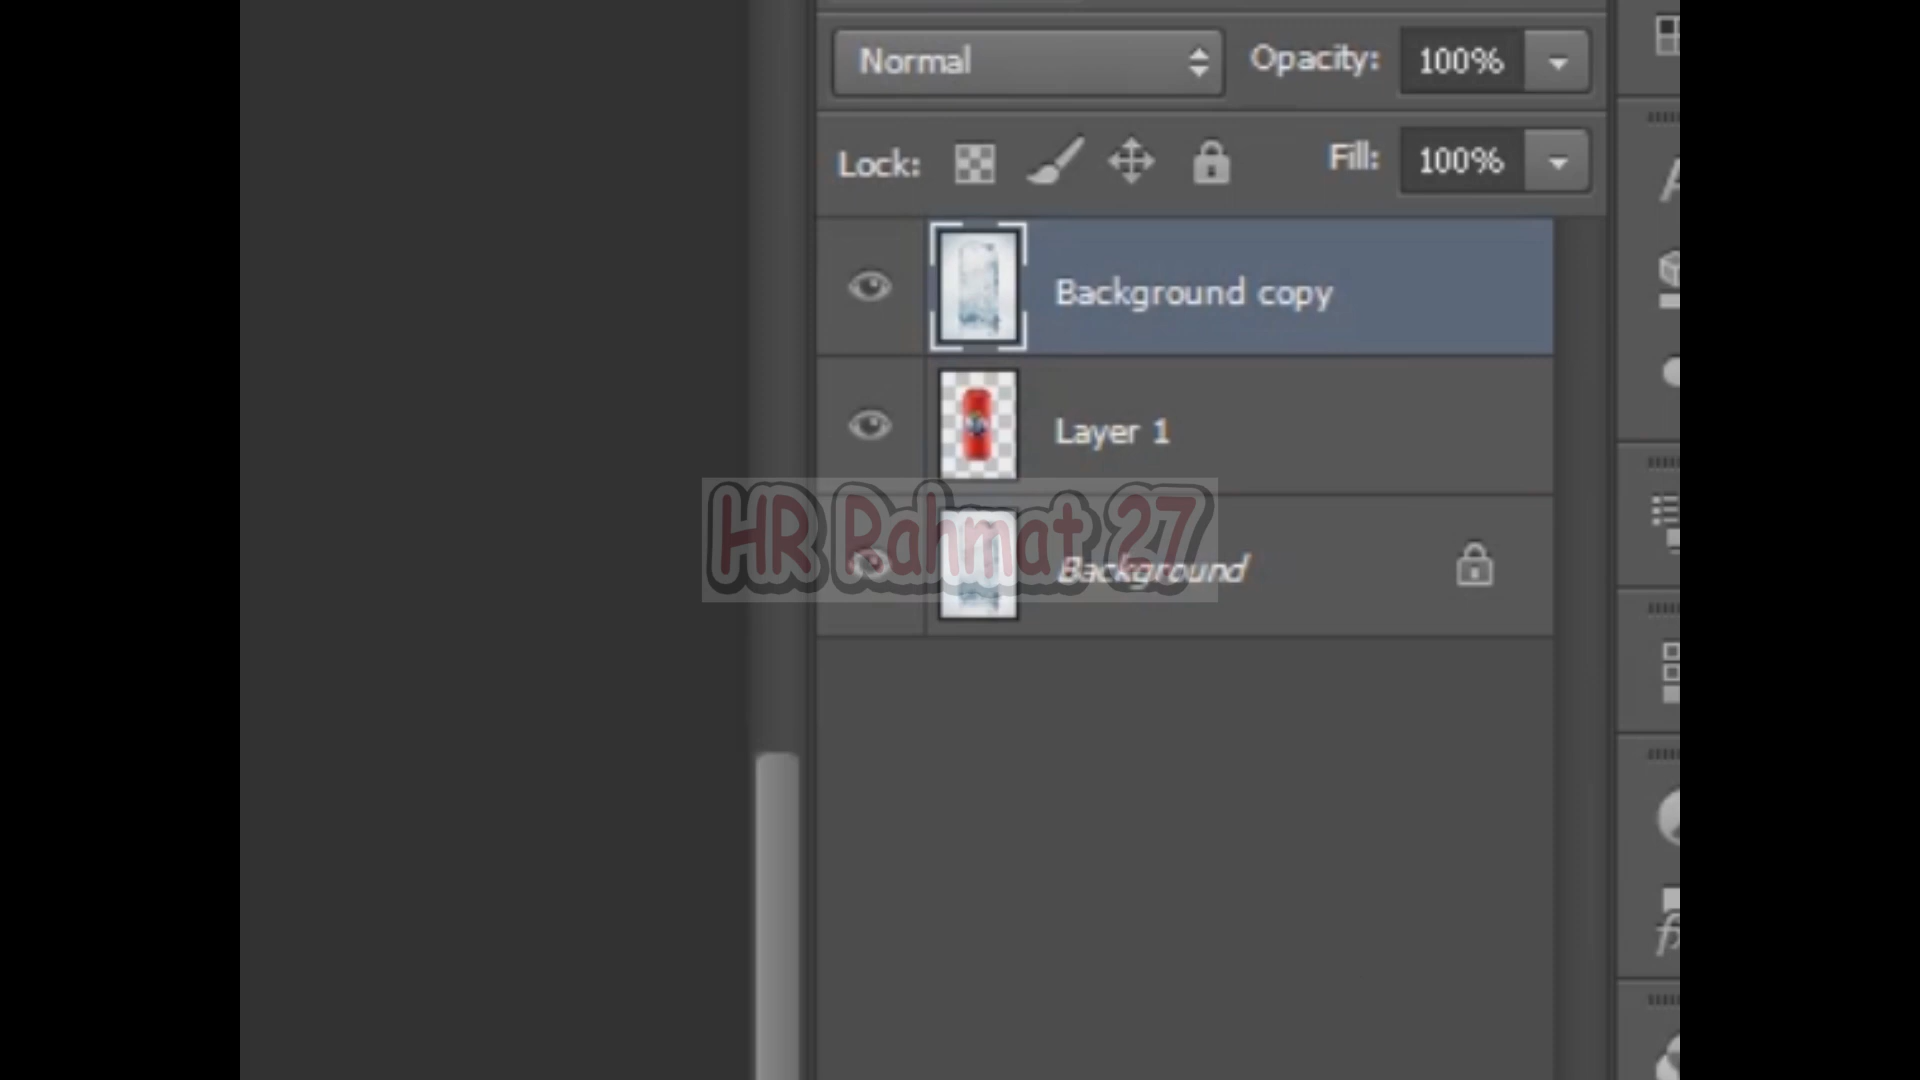 Normal
Opacity: 100%
Lock:
Fill: 100%
Background copy
Layer 1
HR Rahmat 27
Background